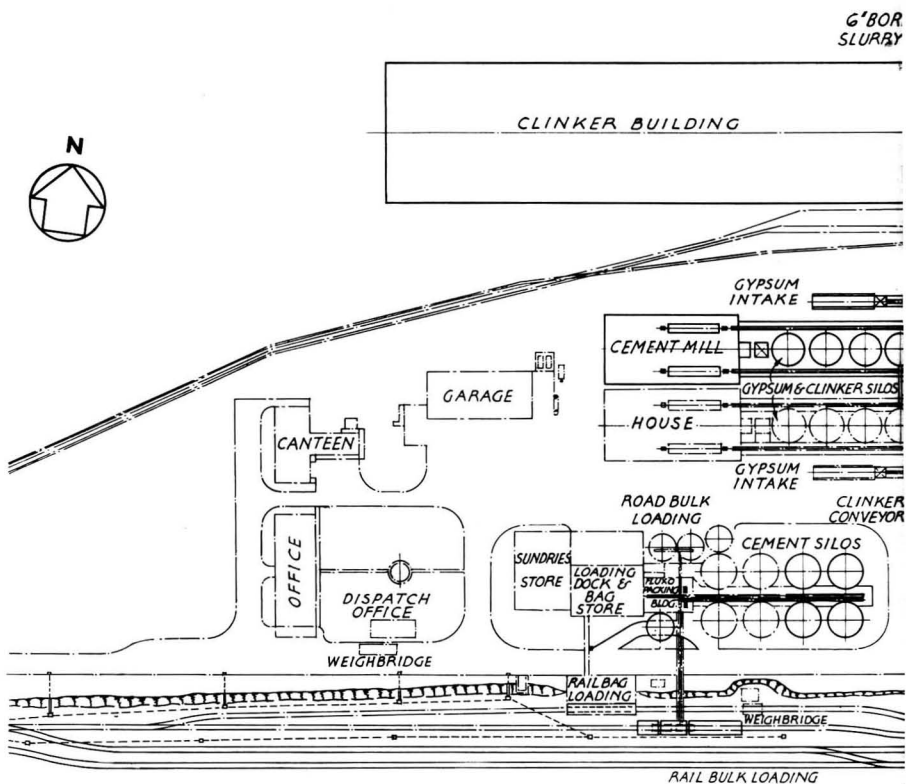 G'BOR
SLURRY
CLINKER BUILDING
N
GYPSUM
INTAKE
CEMENT MILL
GYPSUM & CLINKER SILOS
GARAGE
HOUSE
CANTEEN
GYPSUM
INTAKE
CLINKER
CONVEYOR
ROAD BULK
LOADING
CEMENT SILOS
SUNDRIES
STORE
LOADING
DOCK &
BAG
STORE
PACKING
BLDG.
OFFICE
DISPATCH
OFFICE
WEIGHBRIDGE
RAIL BAG
LOADING
WEIGHBRIDGE
RAIL BULK LOADING